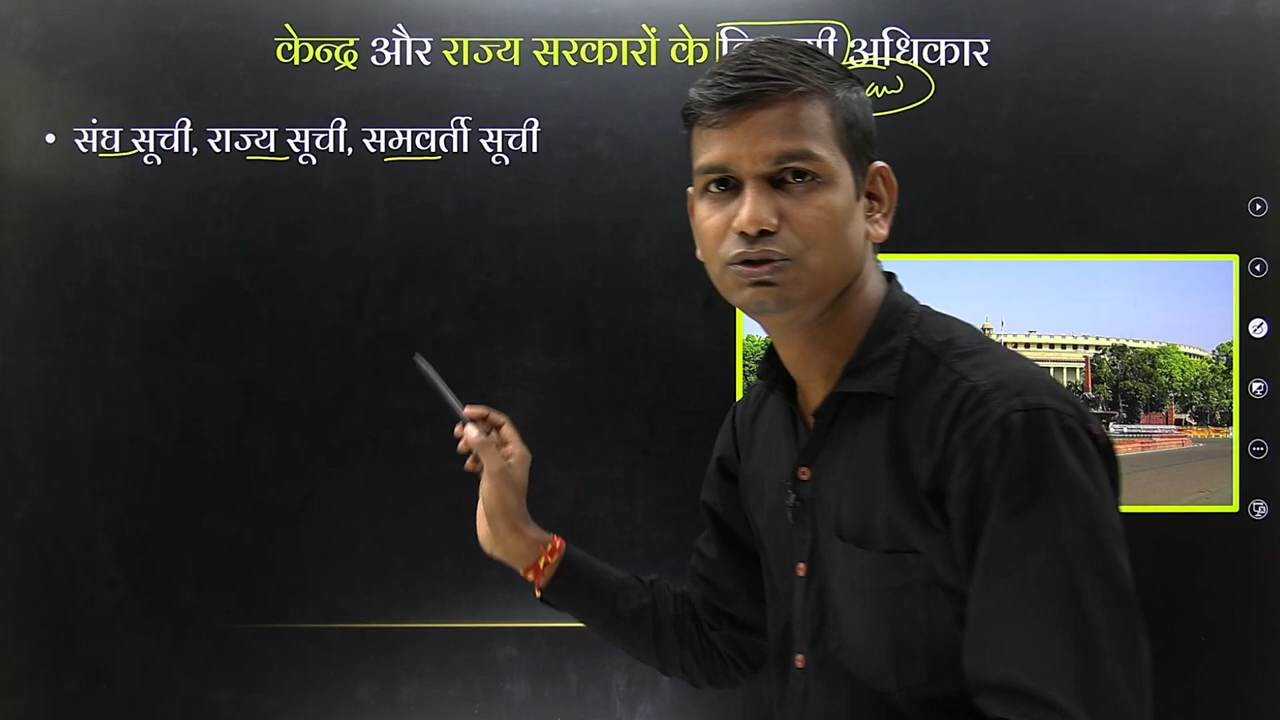 केन्द्र और राज्य सरकारों के अधिकार
• संघ सूची, राज्य सूची, समवर्ती सूची